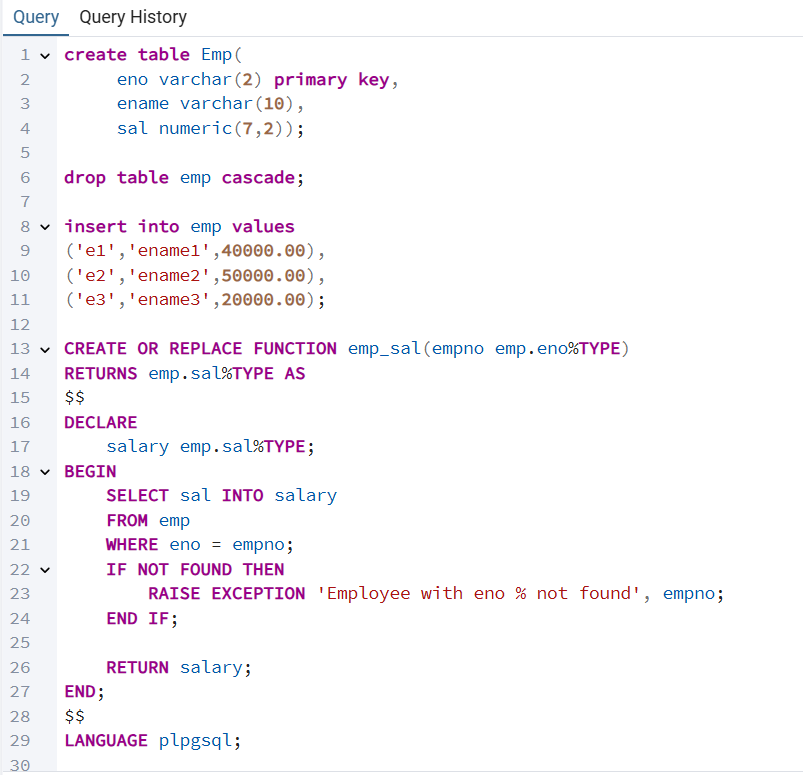 Query Query History
1 create table Emp(
2 eno varchar(2) primary key,
3 ename varchar(10),
4 sal numeric(7,2));
5
6 drop table emp cascade;
7
8 insert into emp values
9 ('e1','ename1',40000.00),
10 ('e2','ename2',50000.00),
11 ('e3','ename3',20000.00);
12
13 CREATE OR REPLACE FUNCTION emp_sal(empno emp.eno%TYPE)
14 RETURNS emp.sal%TYPE AS
15 $$
16 DECLARE
17 salary emp.sal%TYPE;
18 BEGIN
19 SELECT sal INTO salary
20 FROM emp
21 WHERE eno = empno;
22 IF NOT FOUND THEN
23 RAISE EXCEPTION 'Employee with eno % not found', empno;
24 END IF;
25
26 RETURN salary;
27 END;
28 $$
29 LANGUAGE plpgsql;
30